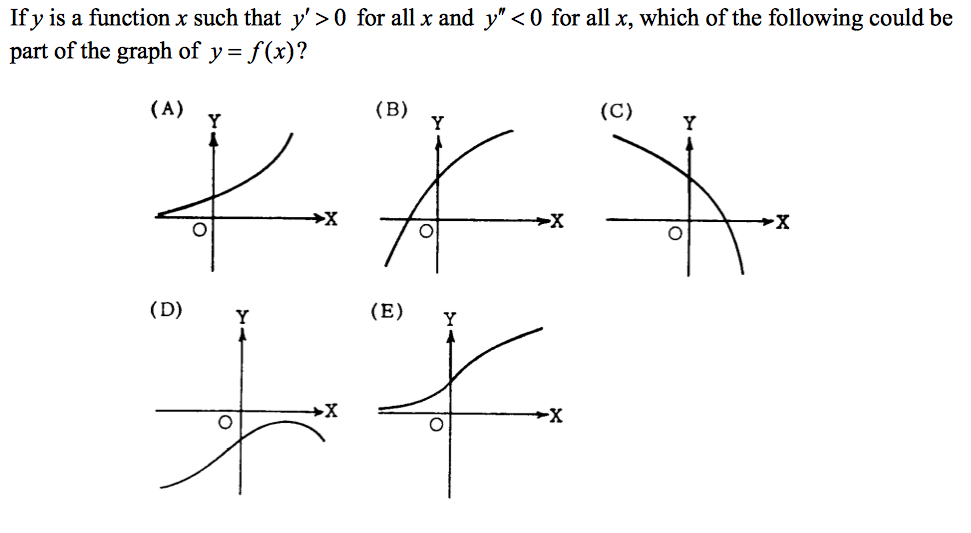 If y is a function x such that y' > 0 for all x and y" < 0 for all x, which of the following could be
part of the graph of y = f(x)?
(A) Y
X
O
(B) Y
X
O
(C) Y
X
O
(D) Y
X
O
(E) Y
X
O